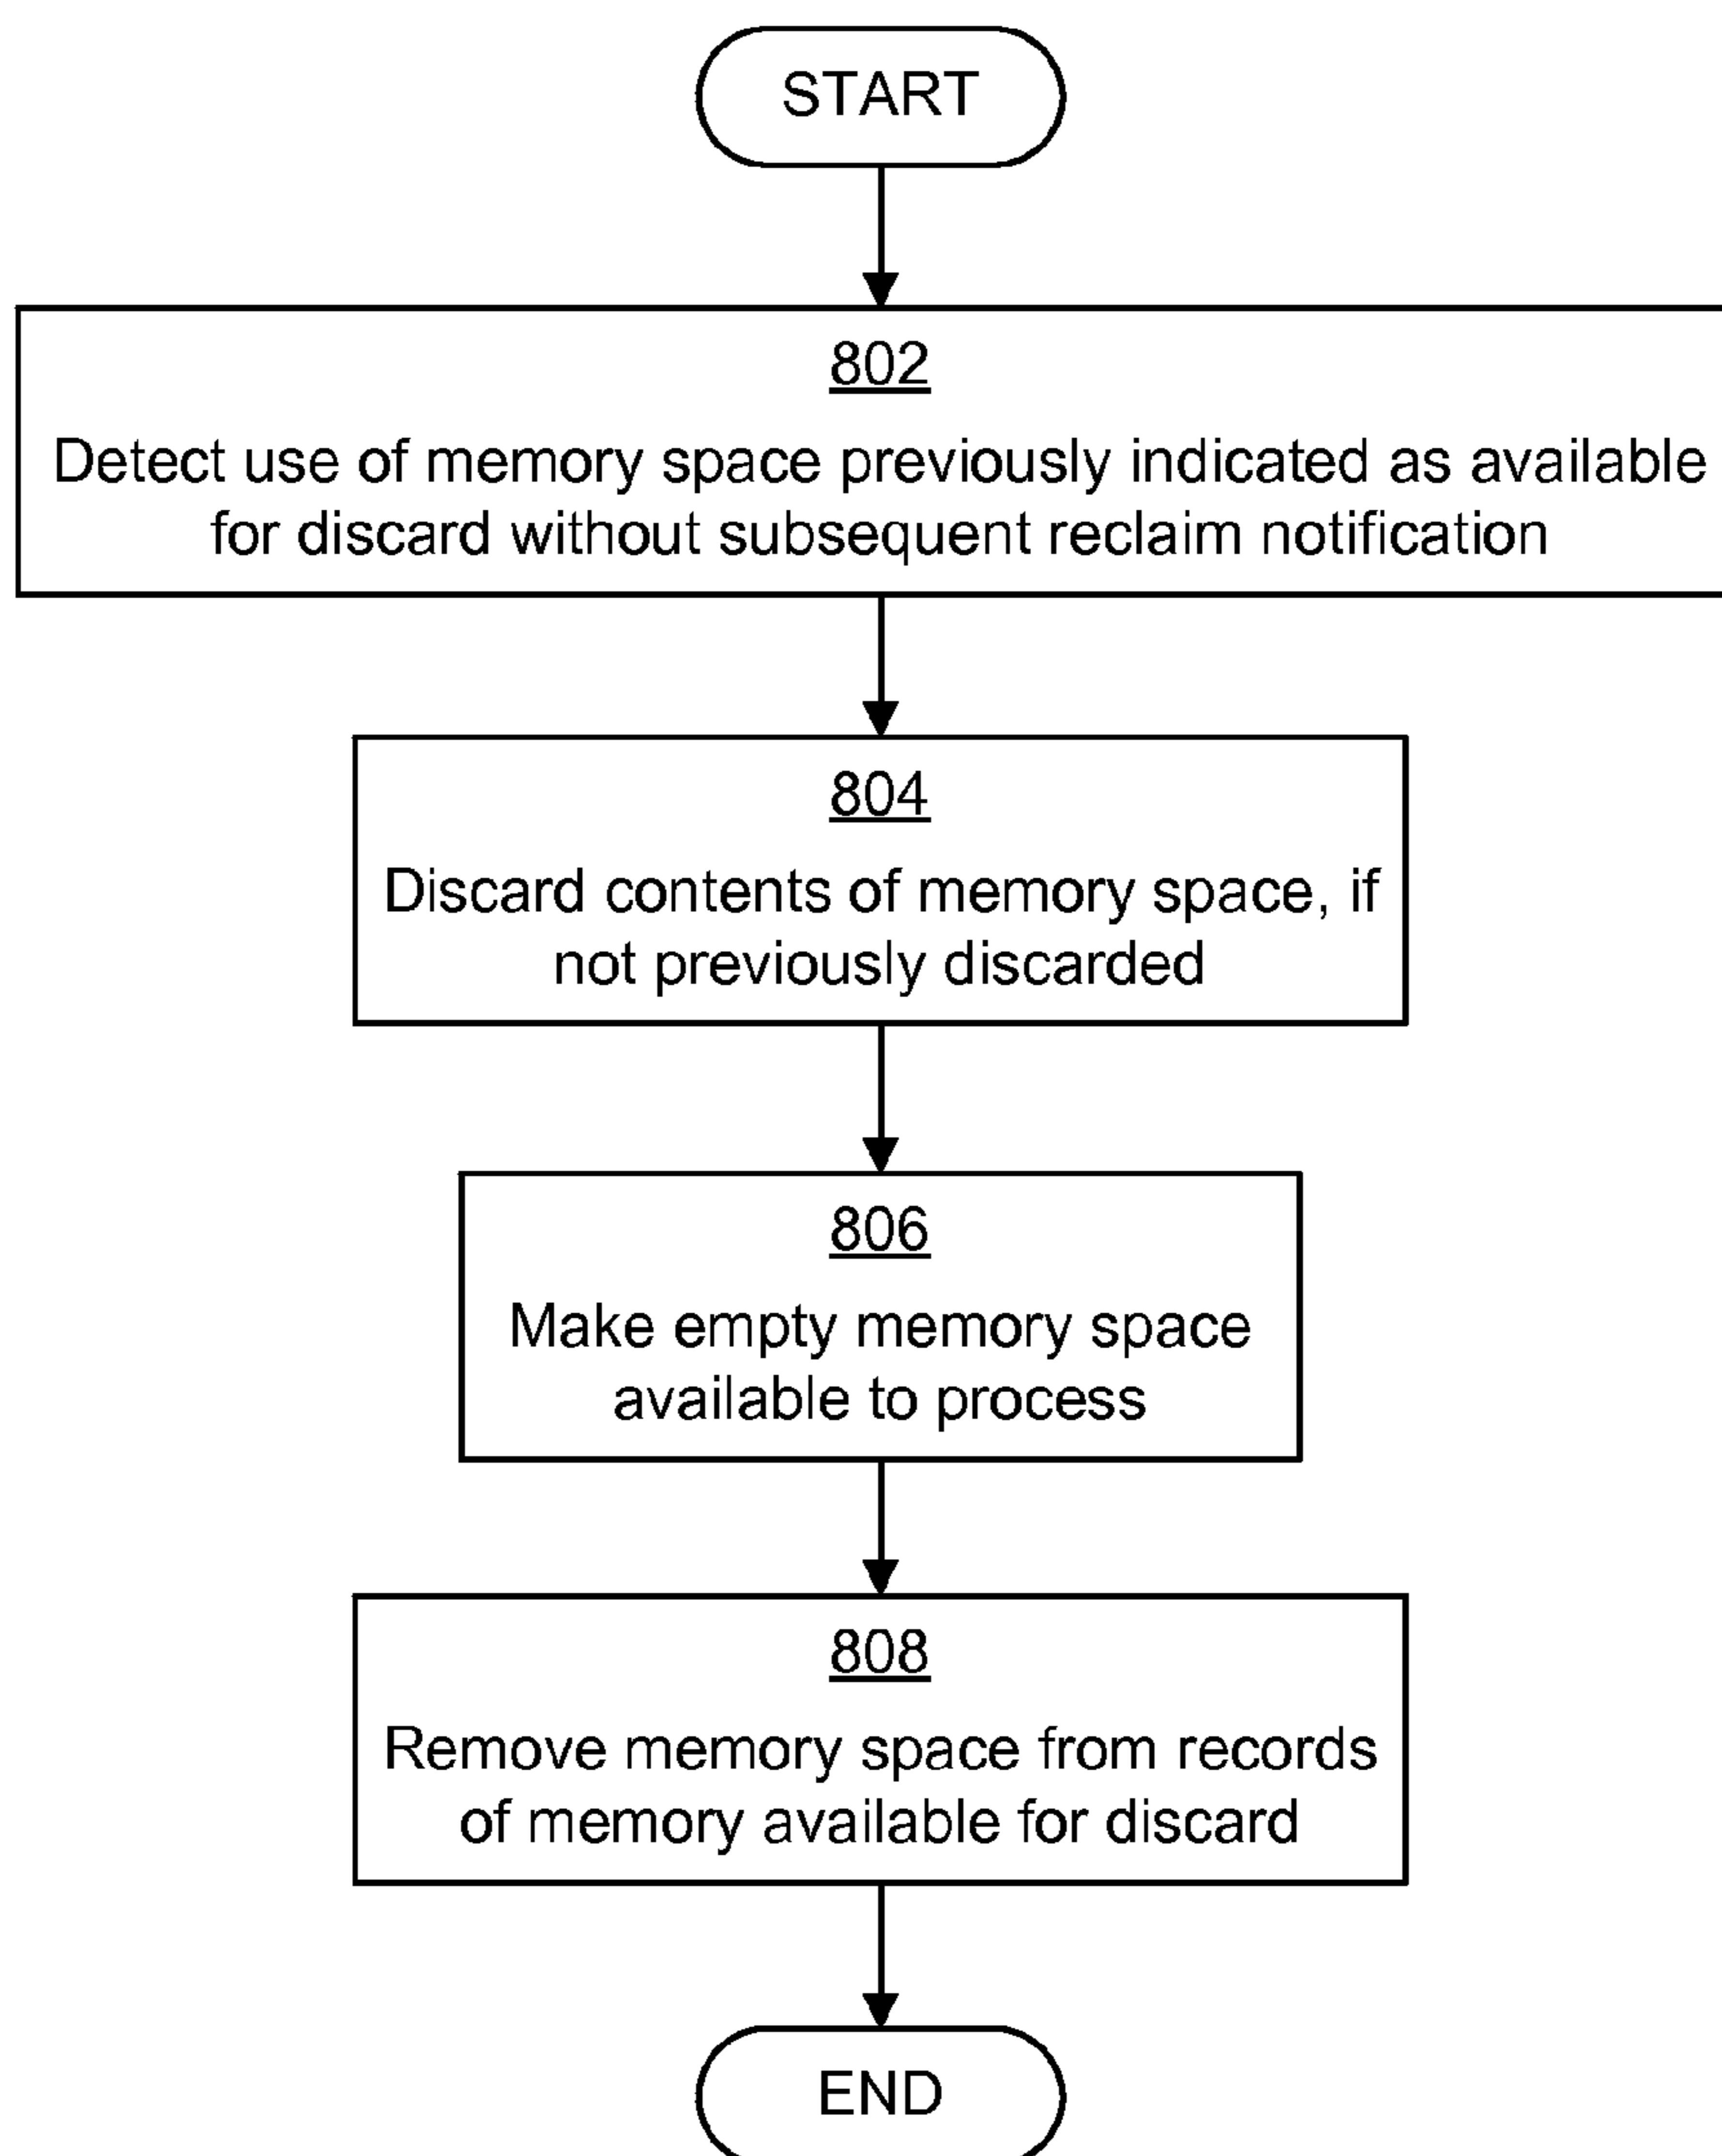 START
802
Detect use of memory space previously indicated as available
for discard without subsequent reclaim notification
804
Discard contents of memory space, if
not previously discarded
806
Make empty memory space
available to process
808
Remove memory space from records
of memory available for discard
END